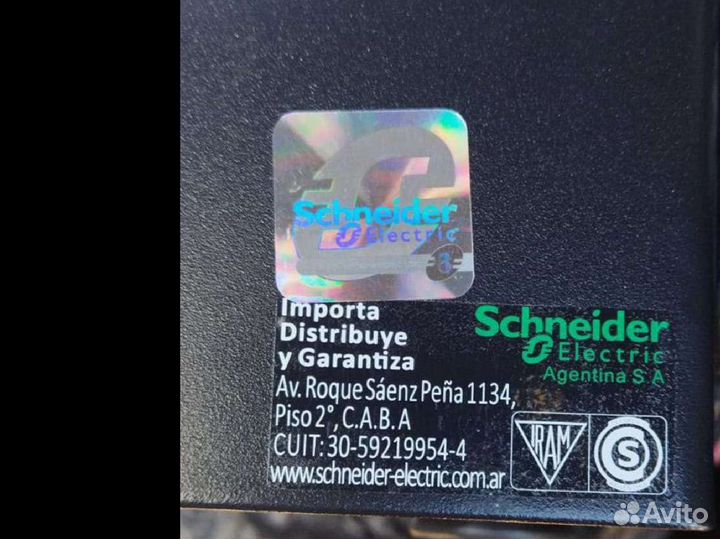 Schneider
Electric
Importa
Distribuye
y Garantiza
Av. Roque Sáenz Peña 1134,
Piso 2°, C.A.B.A
CUIT: 30-59219954-4
www.schneider-electric.com.ar
Schneider
Electric
Agentina S.A
IRAM
S
Avito